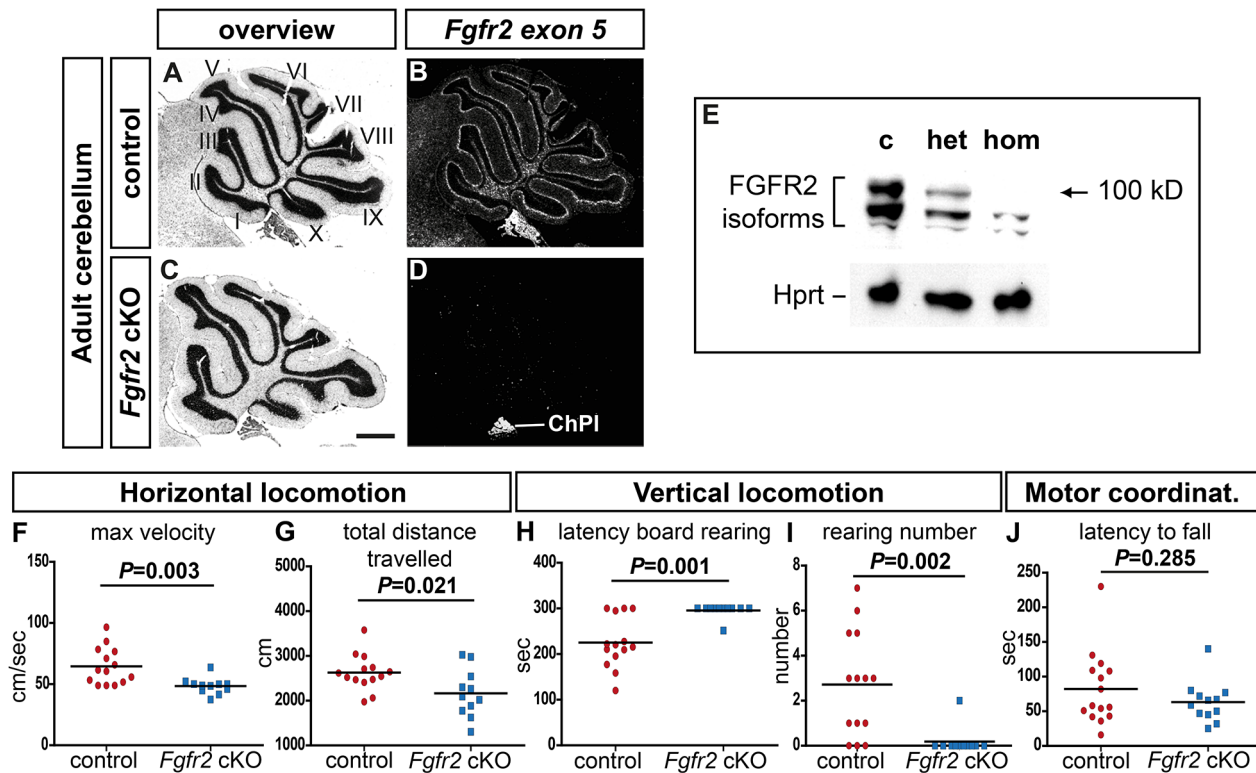 overview
Fgfr2 exon 5
Adult cerebellum
control
Fgfr2 cKO
A
V
VI
IV
VII
III
VIII
II
I
X
IX
B
C
D
ChPl
E
c het hom
FGFR2
isoforms
← 100 kD
Hprt –
Horizontal locomotion
Vertical locomotion
Motor coordinat.
F
max velocity
P=0.003
150
100
50
0
cm/sec
control Fgfr2 cKO
G
total distance
travelled
P=0.021
5000
4000
3000
2000
1000
cm
control Fgfr2 cKO
H
latency board rearing
P=0.001
400
300
200
100
0
sec
control Fgfr2 cKO
I
rearing number
P=0.002
8
6
4
2
0
number
control Fgfr2 cKO
J
latency to fall
P=0.285
250
200
150
100
50
0
sec
control Fgfr2 cKO